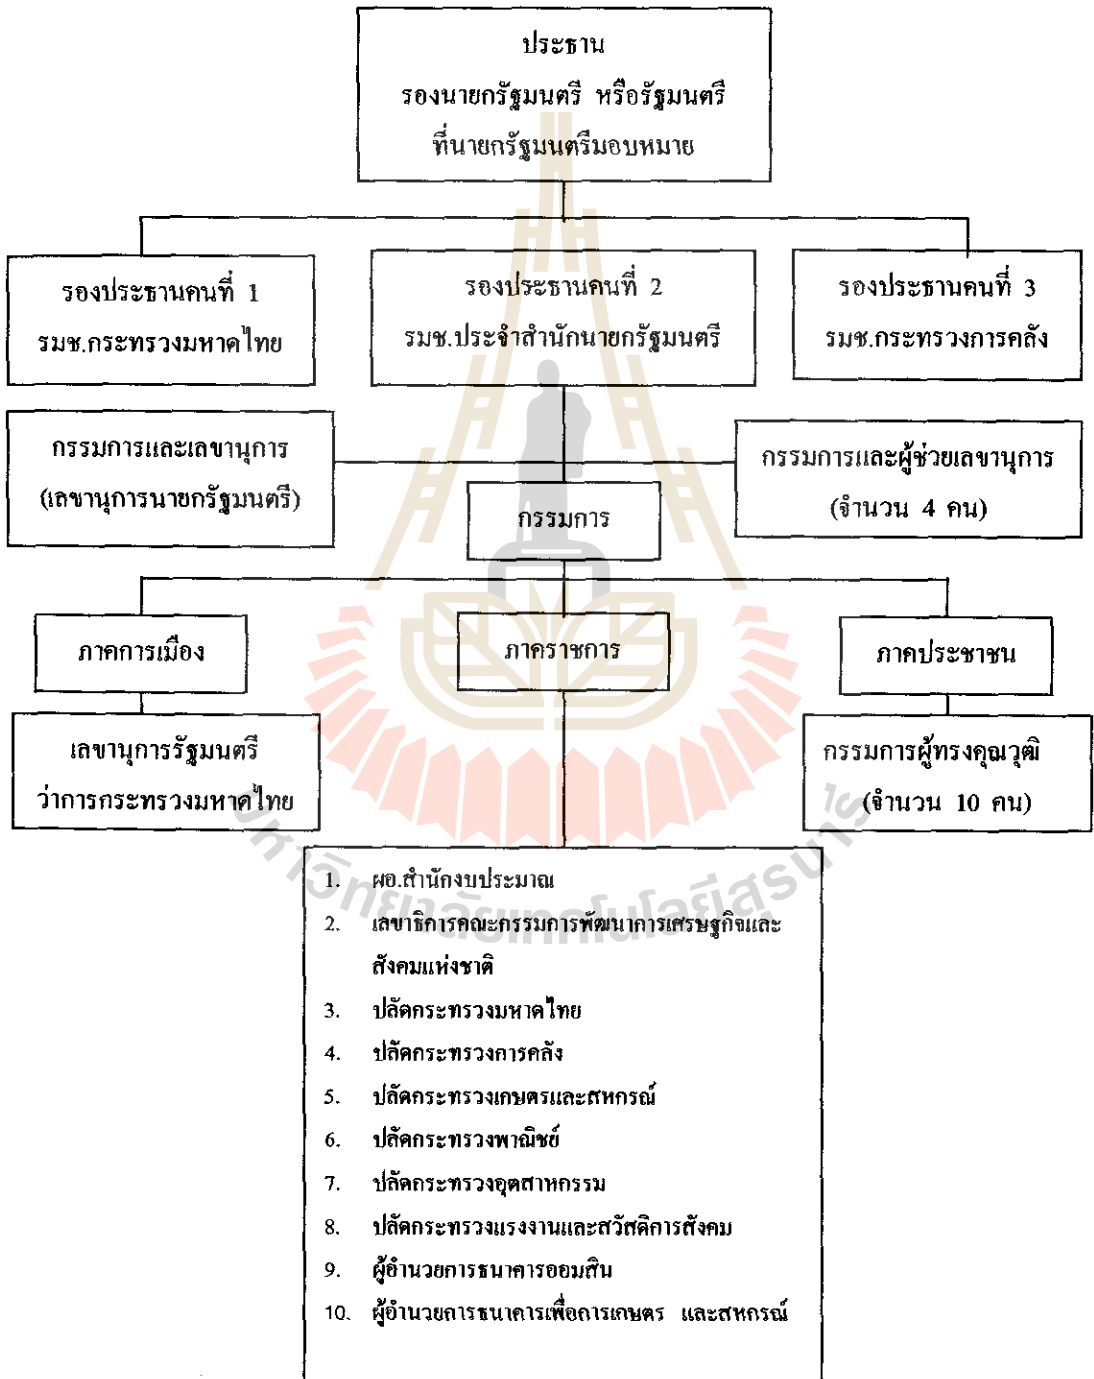 ประธาน
รองนายกรัฐมนตรี หรือรัฐมนตรี
ที่นายกรัฐมนตรีมอบหมาย
รองประธานคนที่ 1
รมช.กระทรวงมหาดไทย
รองประธานคนที่ 2
รมช.ประจำสำนักนายกรัฐมนตรี
รองประธานคนที่ 3
รมช.กระทรวงการคลัง
กรรมการและเลขานุการ
(เลขานุการนายกรัฐมนตรี)
กรรมการและผู้ช่วยเลขานุการ
(จำนวน 4 คน)
กรรมการ
ภาคการเมือง
ภาคราชการ
ภาคประชาชน
เลขานุการรัฐมนตรี
ว่าการกระทรวงมหาดไทย
กรรมการผู้ทรงคุณวุฒิ
(จำนวน 10 คน)
1. ผอ.สำนักงบประมาณ
2. เลขาธิการคณะกรรมการพัฒนาการเศรษฐกิจและ
สังคมแห่งชาติ
3. ปลัดกระทรวงมหาดไทย
4. ปลัดกระทรวงการคลัง
5. ปลัดกระทรวงเกษตรและสหกรณ์
6. ปลัดกระทรวงพาณิชย์
7. ปลัดกระทรวงอุตสาหกรรม
8. ปลัดกระทรวงแรงงานและสวัสดิการสังคม
9. ผู้อำนวยการธนาคารออมสิน
10. ผู้อำนวยการธนาคารเพื่อการเกษตร และสหกรณ์
มหาวิทยาลัยเทคโนโลยีสุรนารี